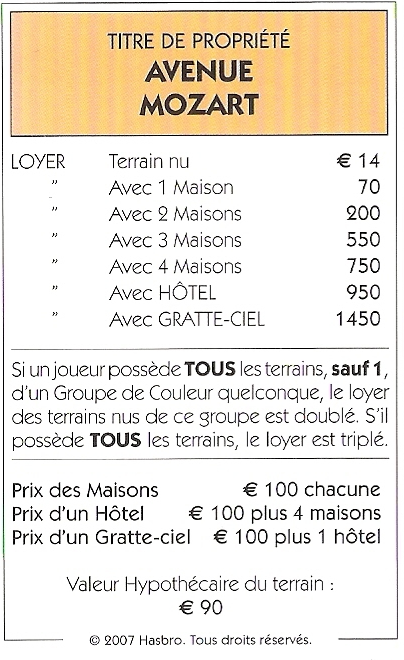 TITRE DE PROPRIÉTÉ
AVENUE
MOZART
LOYER Terrain nu € 14
" Avec 1 Maison 70
" Avec 2 Maisons 200
" Avec 3 Maisons 550
" Avec 4 Maisons 750
" Avec HÔTEL 950
" Avec GRATTE-CIEL 1450
Si un joueur possède TOUS les terrains, sauf 1,
d'un Groupe de Couleur quelconque, le loyer
des terrains nus de ce groupe est doublé. S'il
possède TOUS les terrains, le loyer est triplé.
Prix des Maisons € 100 chacune
Prix d'un Hôtel € 100 plus 4 maisons
Prix d'un Gratte-ciel € 100 plus 1 hôtel
Valeur Hypothécaire du terrain :
€ 90
© 2007 Hasbro. Tous droits réservés.